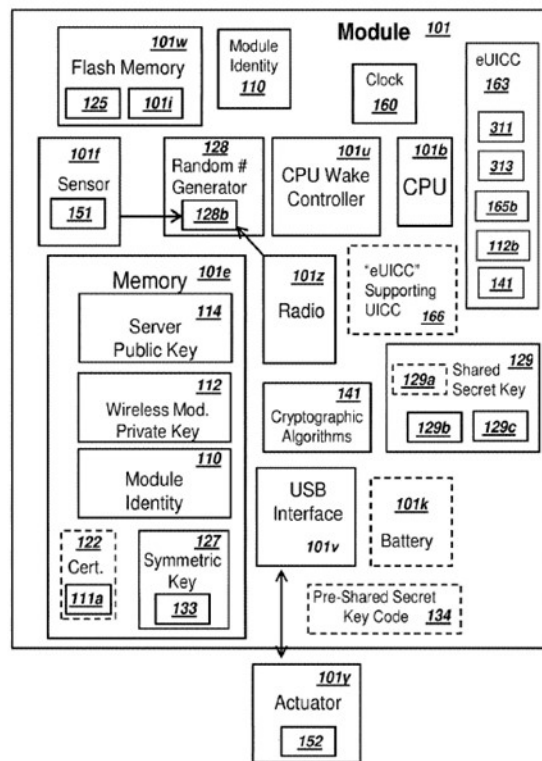 Module 101
101w
Flash Memory
125 101i
Module
Identity
110
Clock
160
eUICC
163
311
313
165b
112b
141
101f
Sensor
151
128
Random #
Generator
128b
101u
CPU Wake
Controller
101b
CPU
101e
Memory
114
Server
Public Key
112
Wireless Mod.
Private Key
110
Module
Identity
122
Cert.
111a
127
Symmetric
Key
133
101z
Radio
"eUICC"
Supporting
UICC
166
129
129a Shared
Secret Key
129b 129c
141
Cryptographic
Algorithms
USB
Interface
101v
101k
Battery
Pre-Shared Secret
Key Code 134
101y
Actuator
152